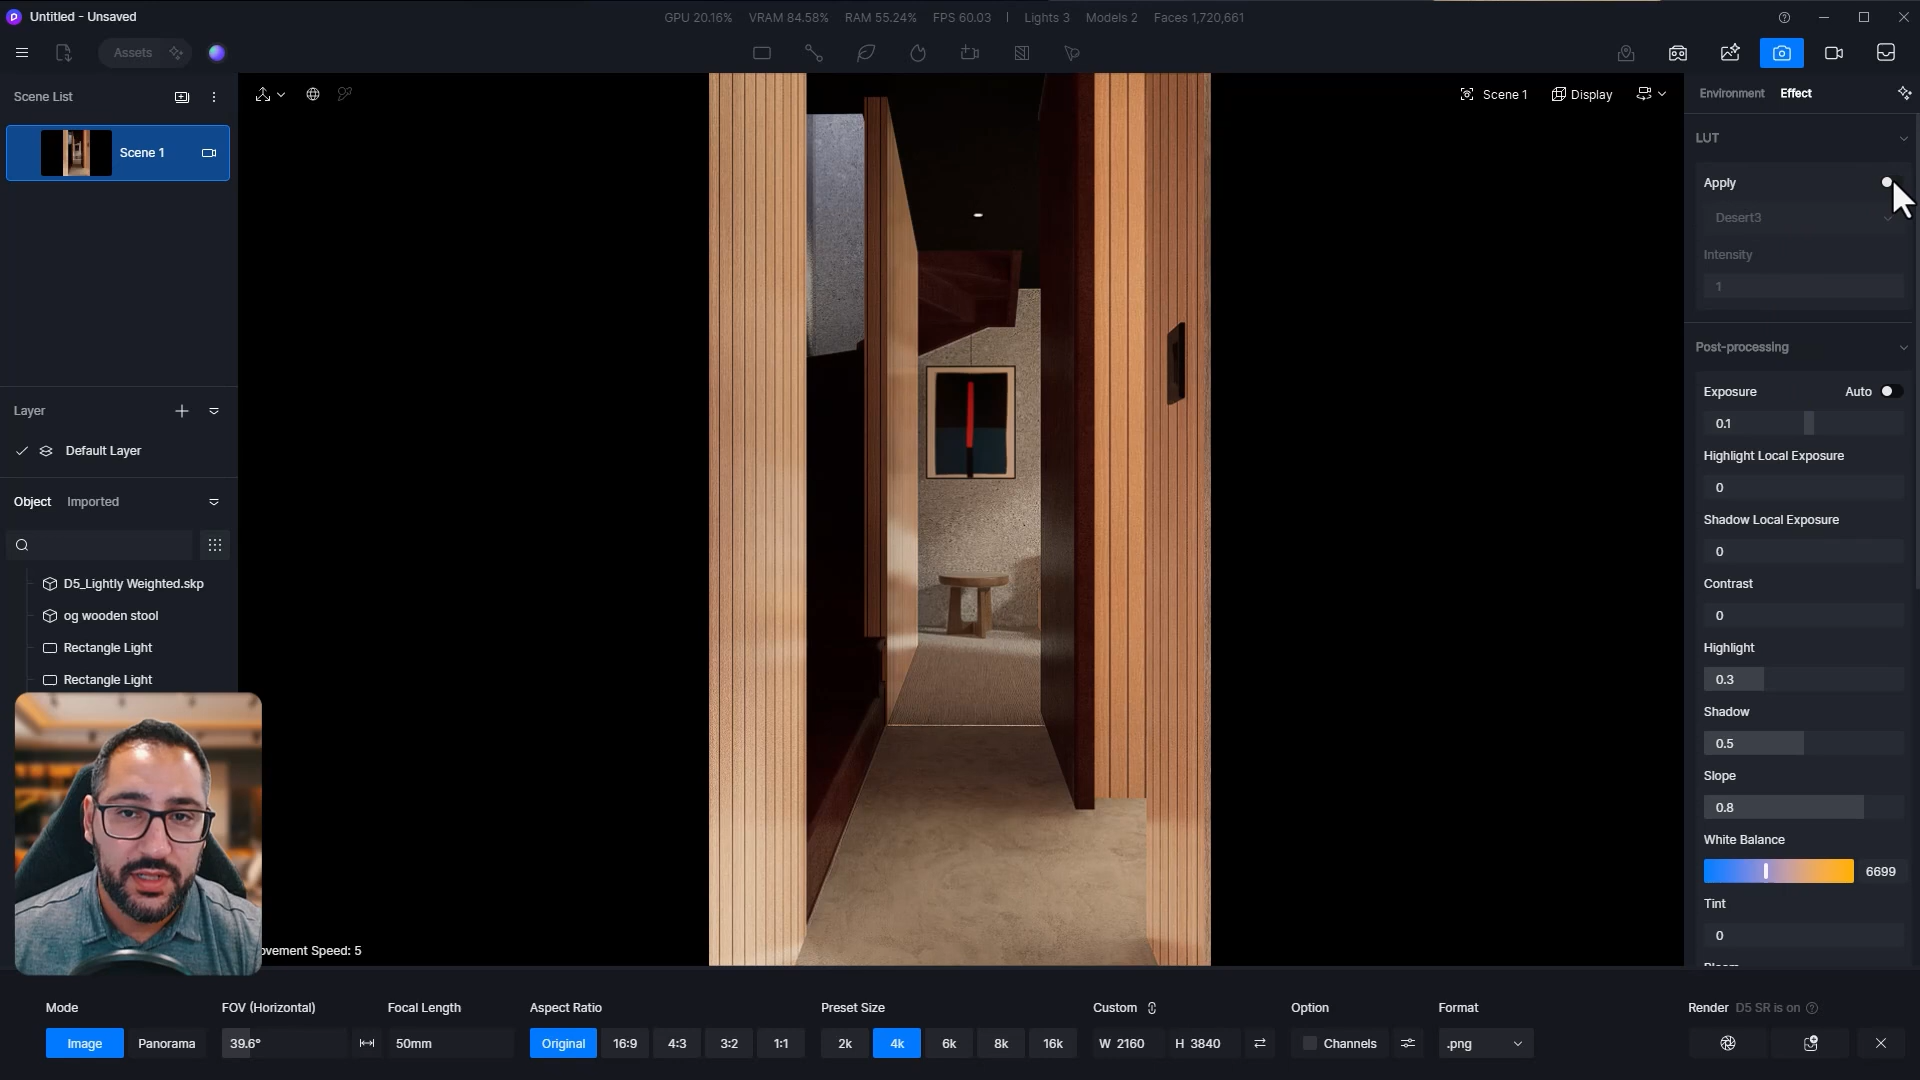 Untitled - Unsaved
GPU 20.16% VRAM 84.58% RAM 55.24% FPS 60.03 | Lights 3 Models 2 Faces 1,720,661
Assets
Scene List
Scene 1
Layer
Default Layer
Object Imported
D5_Lightly Weighted.skp
og wooden stool
Rectangle Light
Rectangle Light
Scene 1 Display
ovement Speed: 5
Environment Effect
LUT
Apply
Desert3
Intensity
1
Post-processing
Exposure Auto
0.1
Highlight Local Exposure
0
Shadow Local Exposure
0
Contrast
0
Highlight
0.3
Shadow
0.5
Slope
0.8
White Balance
6699
Tint
0
Mode FOV (Horizontal) Focal Length Aspect Ratio Preset Size Custom Option Format Render D5 SR is on
Image Panorama 39.6° 50mm Original 16:9 4:3 3:2 1:1 2k 4k 6k 8k 16k W 2160 H 3840 Channels .png